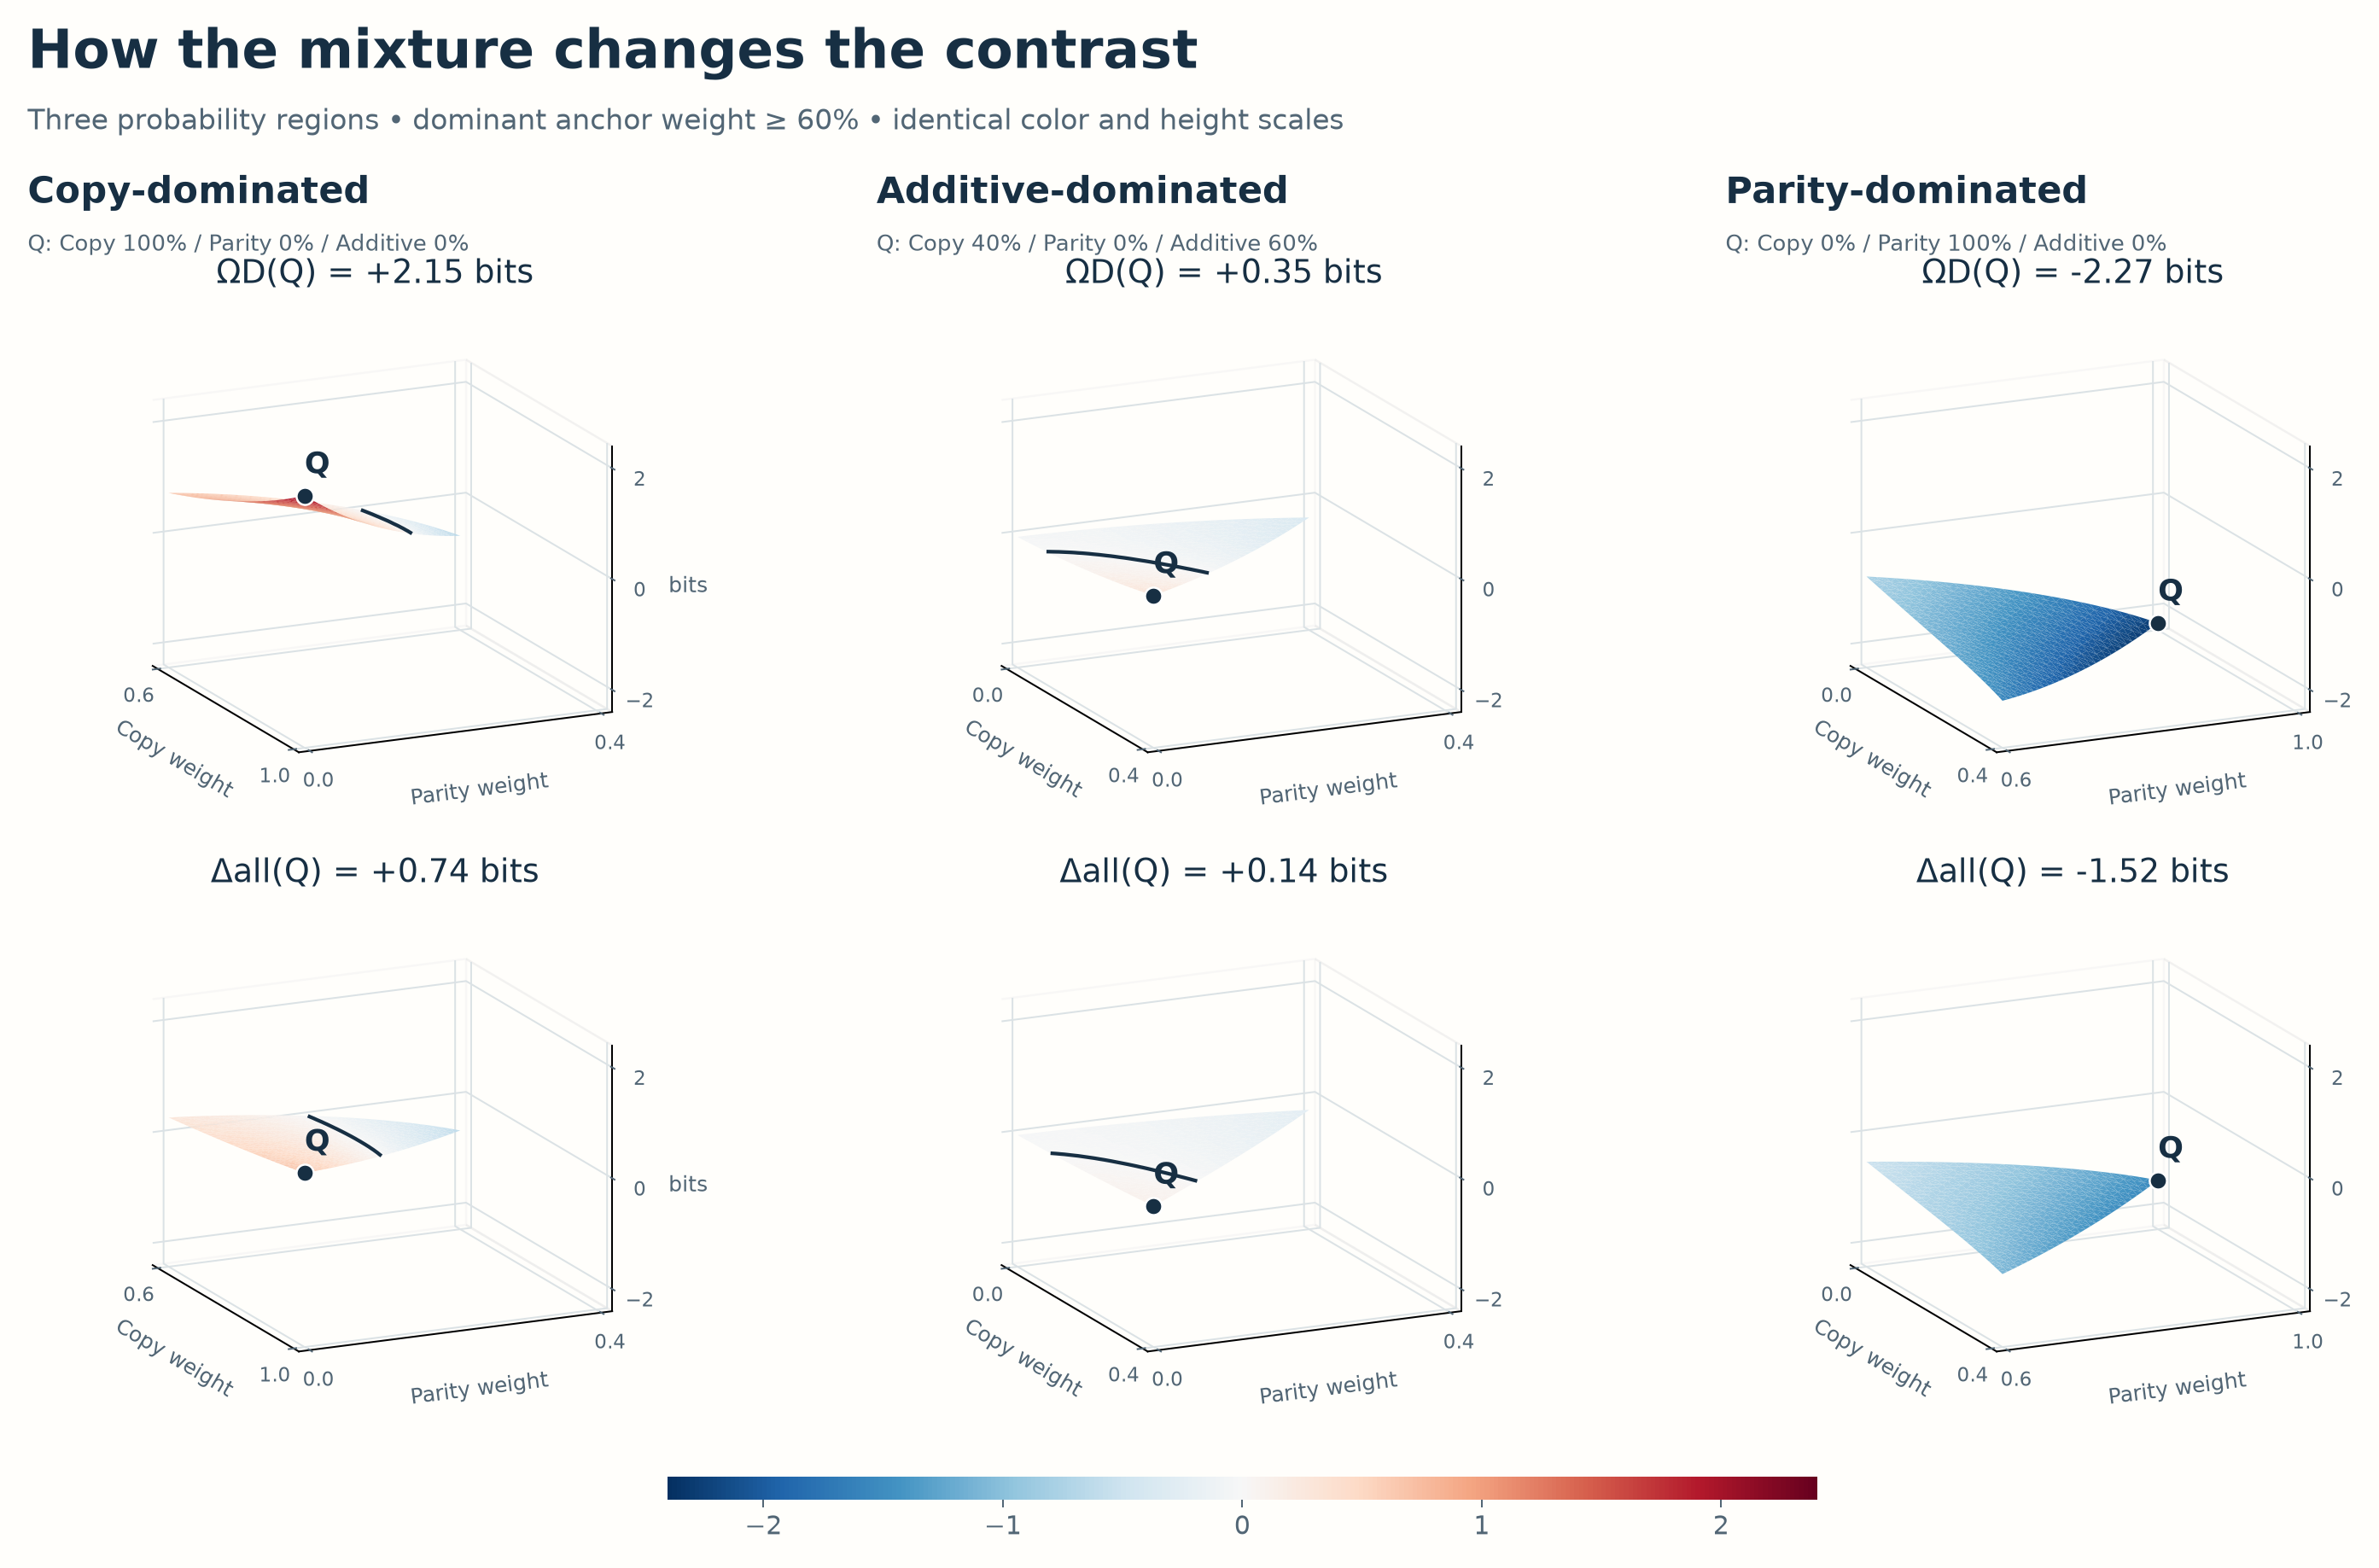 How the mixture changes the contrast
Three probability regions • dominant anchor weight ≥ 60% • identical color and height scales
Copy-dominated
Q: Copy 100% / Parity 0% / Additive 0%
ΩD(Q) = +2.15 bits
Q
2
0
−2
bits
0.6
1.0
Copy weight
0.0
0.4
Parity weight
Additive-dominated
Q: Copy 40% / Parity 0% / Additive 60%
ΩD(Q) = +0.35 bits
Q
2
0
−2
0.0
0.4
Copy weight
0.0
0.4
Parity weight
Parity-dominated
Q: Copy 0% / Parity 100% / Additive 0%
ΩD(Q) = -2.27 bits
Q
2
0
−2
0.0
0.4
Copy weight
0.6
1.0
Parity weight
Δall(Q) = +0.74 bits
Q
2
0
−2
bits
0.6
1.0
Copy weight
0.0
0.4
Parity weight
Δall(Q) = +0.14 bits
Q
2
0
−2
0.0
0.4
Copy weight
0.0
0.4
Parity weight
Δall(Q) = -1.52 bits
Q
2
0
−2
0.0
0.4
Copy weight
0.6
1.0
Parity weight
−2 −1 0 1 2